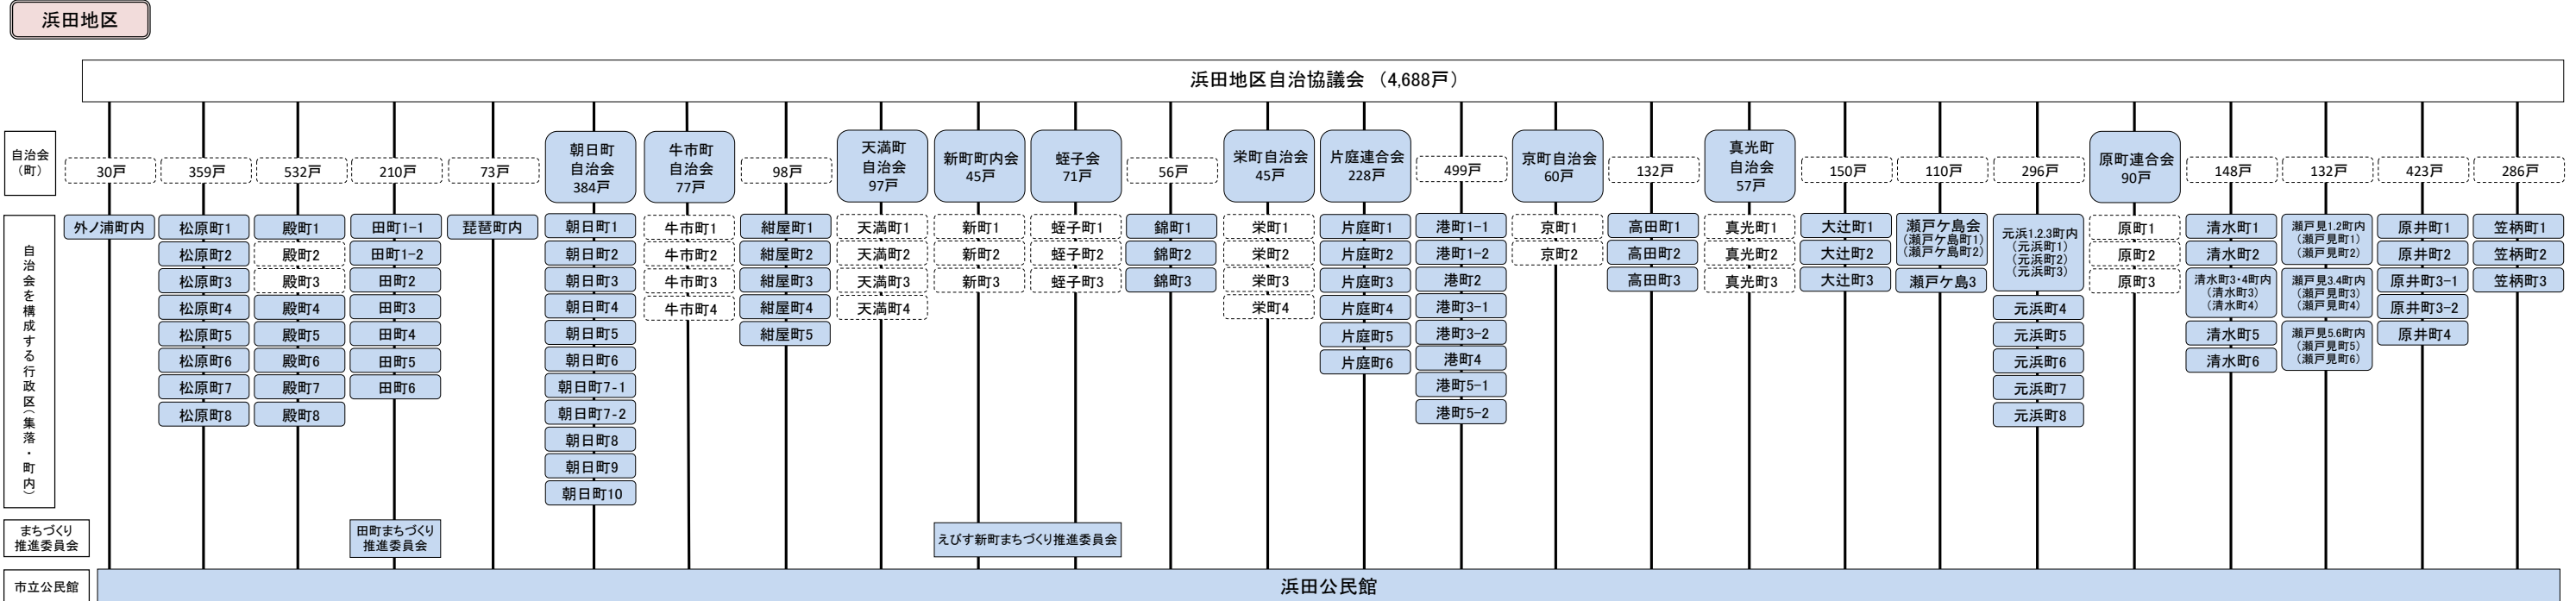 浜田地区
浜田地区自治協議会 （4,688戸）
自治会
（町）
30戸
359戸
532戸
210戸
73戸
朝日町
自治会
384戸
牛市町
自治会
77戸
98戸
天満町
自治会
97戸
新町町内会
45戸
蛭子会
71戸
56戸
栄町自治会
45戸
片庭連合会
228戸
499戸
京町自治会
60戸
132戸
真光町
自治会
57戸
150戸
110戸
296戸
原町連合会
90戸
148戸
132戸
423戸
286戸
自治会を構成する行政区（集落・町内）
外ノ浦町内
松原町1
松原町2
松原町3
松原町4
松原町5
松原町6
松原町7
松原町8
殿町1
殿町2
殿町3
殿町4
殿町5
殿町6
殿町7
殿町8
田町1-1
田町1-2
田町2
田町3
田町4
田町5
田町6
琵琶町内
朝日町1
朝日町2
朝日町3
朝日町4
朝日町5
朝日町6
朝日町7-1
朝日町7-2
朝日町8
朝日町9
朝日町10
牛市町1
牛市町2
牛市町3
牛市町4
紺屋町1
紺屋町2
紺屋町3
紺屋町4
紺屋町5
天満町1
天満町2
天満町3
天満町4
新町1
新町2
新町3
蛭子町1
蛭子町2
蛭子町3
錦町1
錦町2
錦町3
栄町1
栄町2
栄町3
栄町4
片庭町1
片庭町2
片庭町3
片庭町4
片庭町5
片庭町6
港町1-1
港町1-2
港町2
港町3-1
港町3-2
港町4
港町5-1
港町5-2
京町1
京町2
高田町1
高田町2
高田町3
真光町1
真光町2
真光町3
大辻町1
大辻町2
大辻町3
瀬戸ケ島会
（瀬戸ケ島町1）
（瀬戸ケ島町2）
瀬戸ケ島3
元浜1.2.3町内
（元浜町1）
（元浜町2）
（元浜町3）
元浜町4
元浜町5
元浜町6
元浜町7
元浜町8
原町1
原町2
原町3
清水町1
清水町2
清水町3・4町内
（清水町3）
（清水町4）
清水町5
清水町6
瀬戸見1.2町内
（瀬戸見町1）
（瀬戸見町2）
瀬戸見3.4町内
（瀬戸見町3）
（瀬戸見町4）
瀬戸見5.6町内
（瀬戸見町5）
（瀬戸見町6）
原井町1
原井町2
原井町3-1
原井町3-2
原井町4
笠柄町1
笠柄町2
笠柄町3
まちづくり
推進委員会
田町まちづくり
推進委員会
えびす新町まちづくり推進委員会
市立公民館
浜田公民館